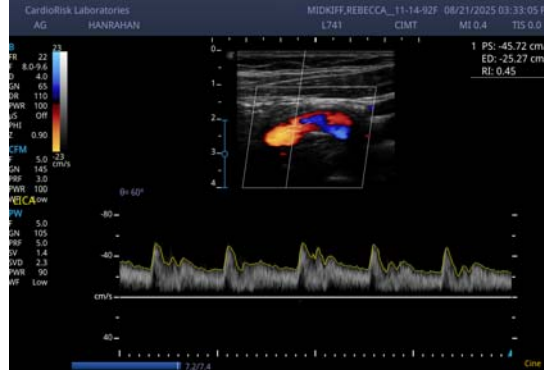 CardioRisk Laboratories MIDKIFF,REBECCA__11-14-92F 08/21/2025 03:33:05 P
AG HANRAHAN L741 CIMT MI 0.4 TIS 0.0
B
FR 22
F 8.0-9.6
D 4.0
GN 65
DR 110
PWR 100
µS Off
PHI
Z 0.90
23
-23
cm/s
CFM
F 5.0
GN 145
PRF 3.0
PWR 100
WF Low
LICA
PW
F 5.0
GN 105
PRF 5.0
SV 1.4
SVD 2.3
PWR 90
WF Low
0
1
2
3
4
1 PS: -45.72 cm/
ED: -25.27 cm/
RI: 0.45
θ= 60°
-80
-40
cm/s
40
7.2/7.4
Cine